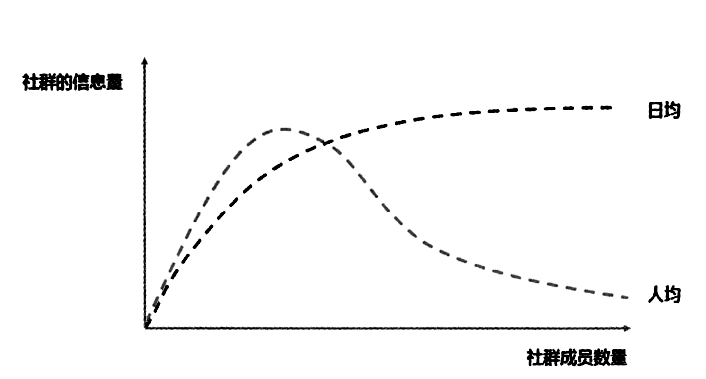 社群的信息量
日均
人均
社群成员数量